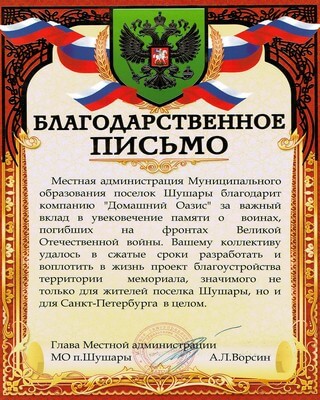 БЛАГОДАРСТВЕННОЕ
ПИСЬМО
Местная администрация Муниципального
образования поселок Шушары благодарит
компанию "Домашний Оазис" за важный
вклад в увековечение памяти о воинах,
погибших на фронтах Великой
Отечественной войны. Вашему коллективу
удалось в сжатые сроки разработать и
воплотить в жизнь проект благоустройства
территории мемориала, значимого не
только для жителей поселка Шушары, но и
для Санкт-Петербурга в целом.
Глава Местной администрации
МО п.Шушары А.Л.Ворсин